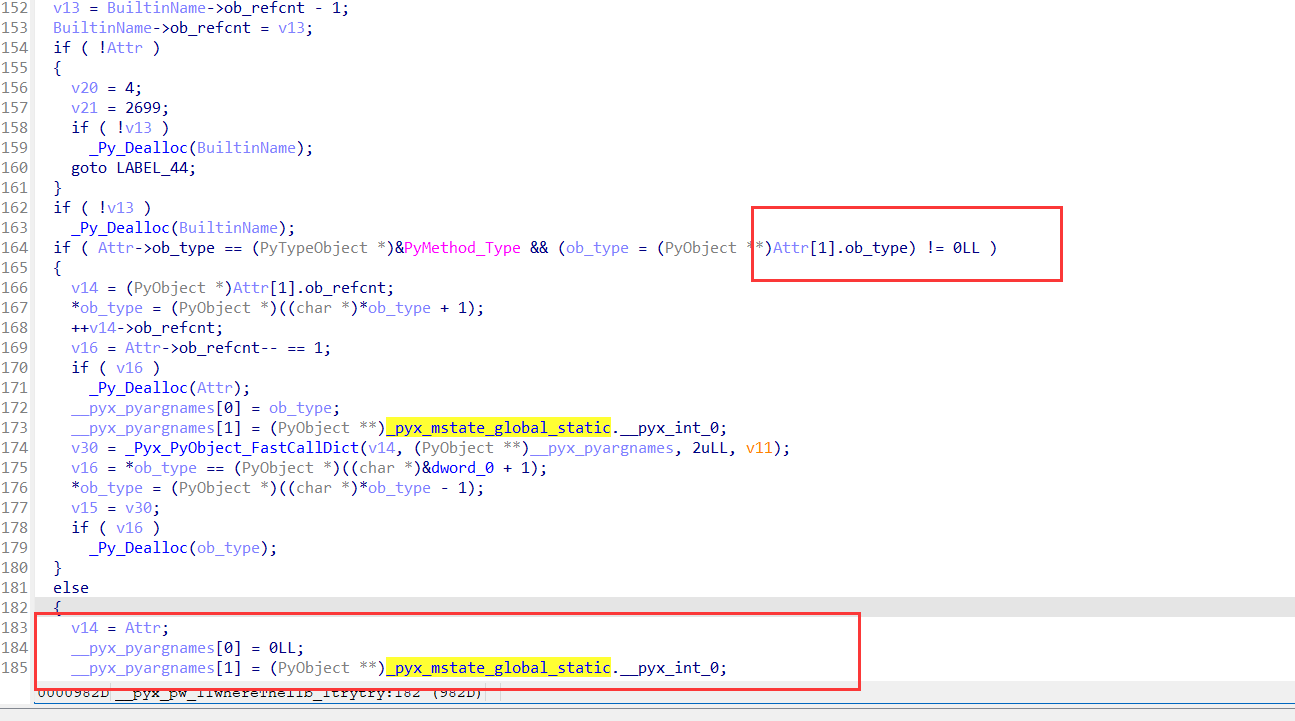 152 v13 = BuiltinName->ob_refcnt - 1;
153 BuiltinName->ob_refcnt = v13;
154 if ( !Attr )
155 {
156 v20 = 4;
157 v21 = 2699;
158 if ( !v13 )
159 _Py_Dealloc(BuiltinName);
160 goto LABEL_44;
161 }
162 if ( !v13 )
163 _Py_Dealloc(BuiltinName);
164 if ( Attr->ob_type == (PyTypeObject *)&PyMethod_Type && (ob_type = (PyObject **)Attr[1].ob_type) != 0LL )
165 {
166 v14 = (PyObject *)Attr[1].ob_refcnt;
167 *ob_type = (PyObject *)((char *)*ob_type + 1);
168 ++v14->ob_refcnt;
169 v16 = Attr->ob_refcnt-- == 1;
170 if ( v16 )
171 _Py_Dealloc(Attr);
172 __pyx_pyargnames[0] = ob_type;
173 __pyx_pyargnames[1] = (PyObject **)_pyx_mstate_global_static.__pyx_int_0;
174 v30 = _Pyx_PyObject_FastCallDict(v14, (PyObject **)__pyx_pyargnames, 2uLL, v11);
175 v16 = *ob_type == (PyObject *)((char *)&dword_0 + 1);
176 *ob_type = (PyObject *)((char *)*ob_type - 1);
177 v15 = v30;
178 if ( v16 )
179 _Py_Dealloc(ob_type);
180 }
181 else
182 {
183 v14 = Attr;
184 __pyx_pyargnames[0] = 0LL;
185 __pyx_pyargnames[1] = (PyObject **)_pyx_mstate_global_static.__pyx_int_0;